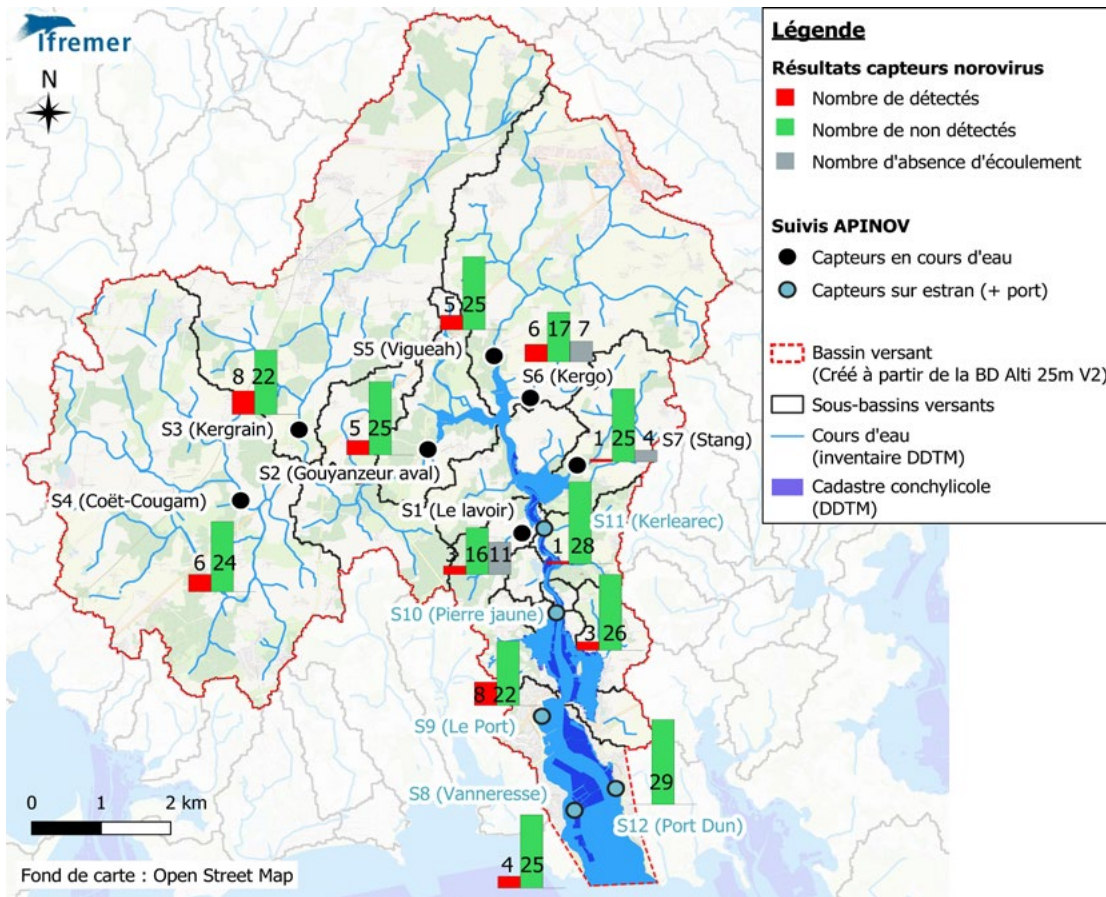 Ifremer
N
5 25
S5 (Vigueah)
6 17 7
S6 (Kergo)
8 22
S3 (Kergrain)
5 25
S2 (Gouyanzeur aval)
1 25 4
S7 (Stang)
S4 (Coët-Cougam)
6 24
S1 (Le lavoir)
3 16 11
S11 (Kerlearec)
1 28
S10 (Pierre jaune)
3 26
8 22
S9 (Le Port)
29
S8 (Vanneresse)
S12 (Port Dun)
4 25
0 1 2 km
Fond de carte : Open Street Map
Légende
Résultats capteurs norovirus
Nombre de détectés
Nombre de non détectés
Nombre d'absence d'écoulement
Suivis APINOV
Capteurs en cours d'eau
Capteurs sur estran (+ port)
Bassin versant
(Créé à partir de la BD Alti 25m V2)
Sous-bassins versants
Cours d'eau
(inventaire DDTM)
Cadastre conchylicole
(DDTM)